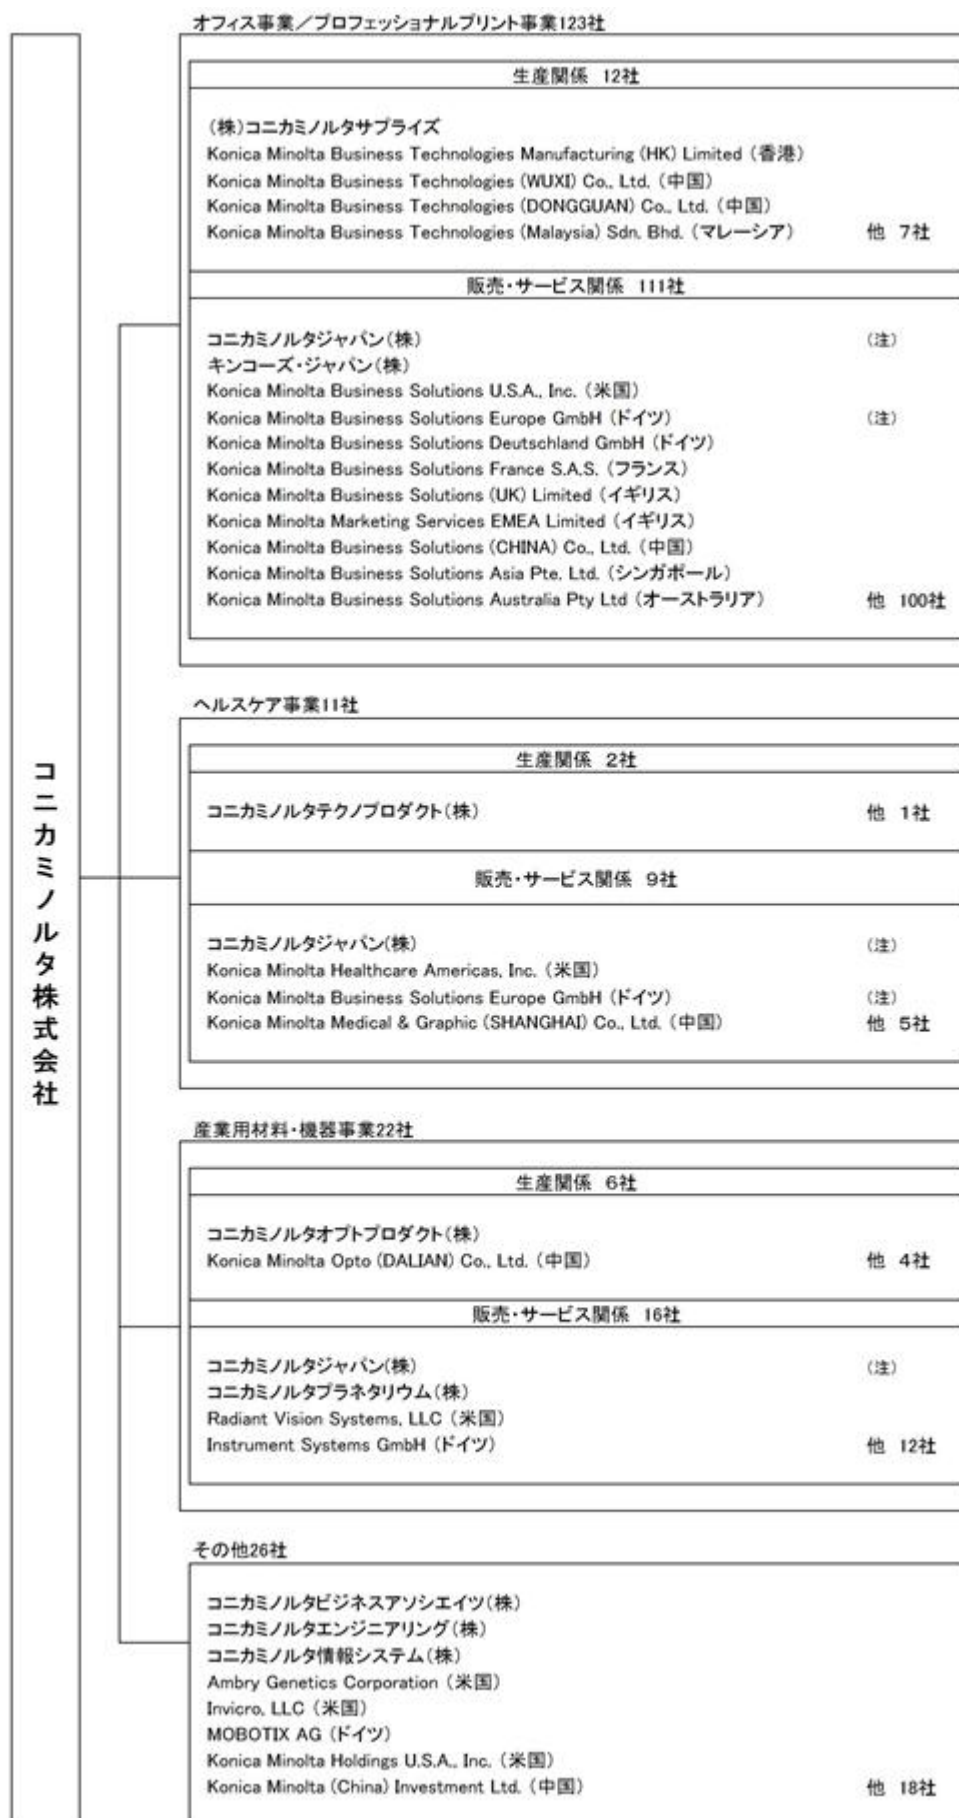 オフィス事業／プロフェッショナルプリント事業123社
生産関係 12社
(株)コニカミノルタサプライズ
Konica Minolta Business Technologies Manufacturing (HK) Limited (香港)
Konica Minolta Business Technologies (WUXI) Co., Ltd. (中国)
Konica Minolta Business Technologies (DONGGUAN) Co., Ltd. (中国)
Konica Minolta Business Technologies (Malaysia) Sdn. Bhd. (マレーシア) 他 7社
販売・サービス関係 111社
コニカミノルタジャパン(株) (注)
キンコーズ・ジャパン(株)
Konica Minolta Business Solutions U.S.A., Inc. (米国)
Konica Minolta Business Solutions Europe GmbH (ドイツ) (注)
Konica Minolta Business Solutions Deutschland GmbH (ドイツ)
Konica Minolta Business Solutions France S.A.S. (フランス)
Konica Minolta Business Solutions (UK) Limited (イギリス)
Konica Minolta Marketing Services EMEA Limited (イギリス)
Konica Minolta Business Solutions (CHINA) Co., Ltd. (中国)
Konica Minolta Business Solutions Asia Pte. Ltd. (シンガポール)
Konica Minolta Business Solutions Australia Pty Ltd (オーストラリア) 他 100社
ヘルスケア事業11社
生産関係 2社
コニカミノルタテクノプロダクト(株) 他 1社
販売・サービス関係 9社
コニカミノルタジャパン(株) (注)
Konica Minolta Healthcare Americas, Inc. (米国)
Konica Minolta Business Solutions Europe GmbH (ドイツ) (注)
Konica Minolta Medical & Graphic (SHANGHAI) Co., Ltd. (中国) 他 5社
コニカミノルタ株式会社
産業用材料・機器事業22社
生産関係 6社
コニカミノルタオプトプロダクト(株)
Konica Minolta Opto (DALIAN) Co., Ltd. (中国) 他 4社
販売・サービス関係 16社
コニカミノルタジャパン(株) (注)
コニカミノルタプラネタリウム(株)
Radiant Vision Systems, LLC (米国)
Instrument Systems GmbH (ドイツ) 他 12社
その他26社
コニカミノルタビジネスアソシエイツ(株)
コニカミノルタエンジニアリング(株)
コニカミノルタ情報システム(株)
Ambry Genetics Corporation (米国)
Invicro, LLC (米国)
MOBOTIX AG (ドイツ)
Konica Minolta Holdings U.S.A., Inc. (米国)
Konica Minolta (China) Investment Ltd. (中国) 他 18社